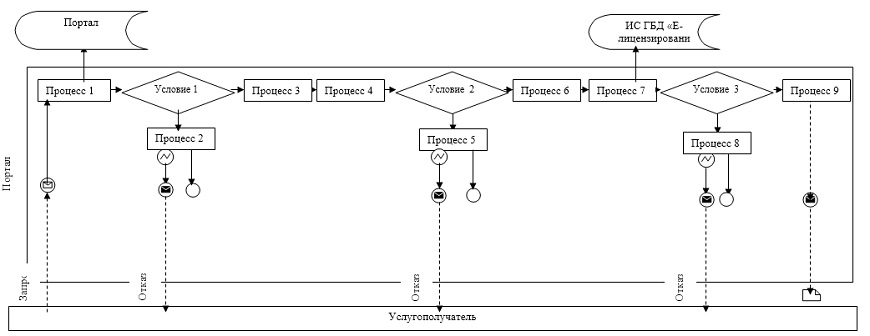 Портал
ИС ГБД «Е-
лицензировани
Процесс 1
Условие 1
Процесс 3
Процесс 4
Условие 2
Процесс 6
Процесс 7
Условие 3
Процесс 9
Процесс 2
Процесс 5
Процесс 8
Портал
Отказ
Отказ
Отказ
Услугополучатель